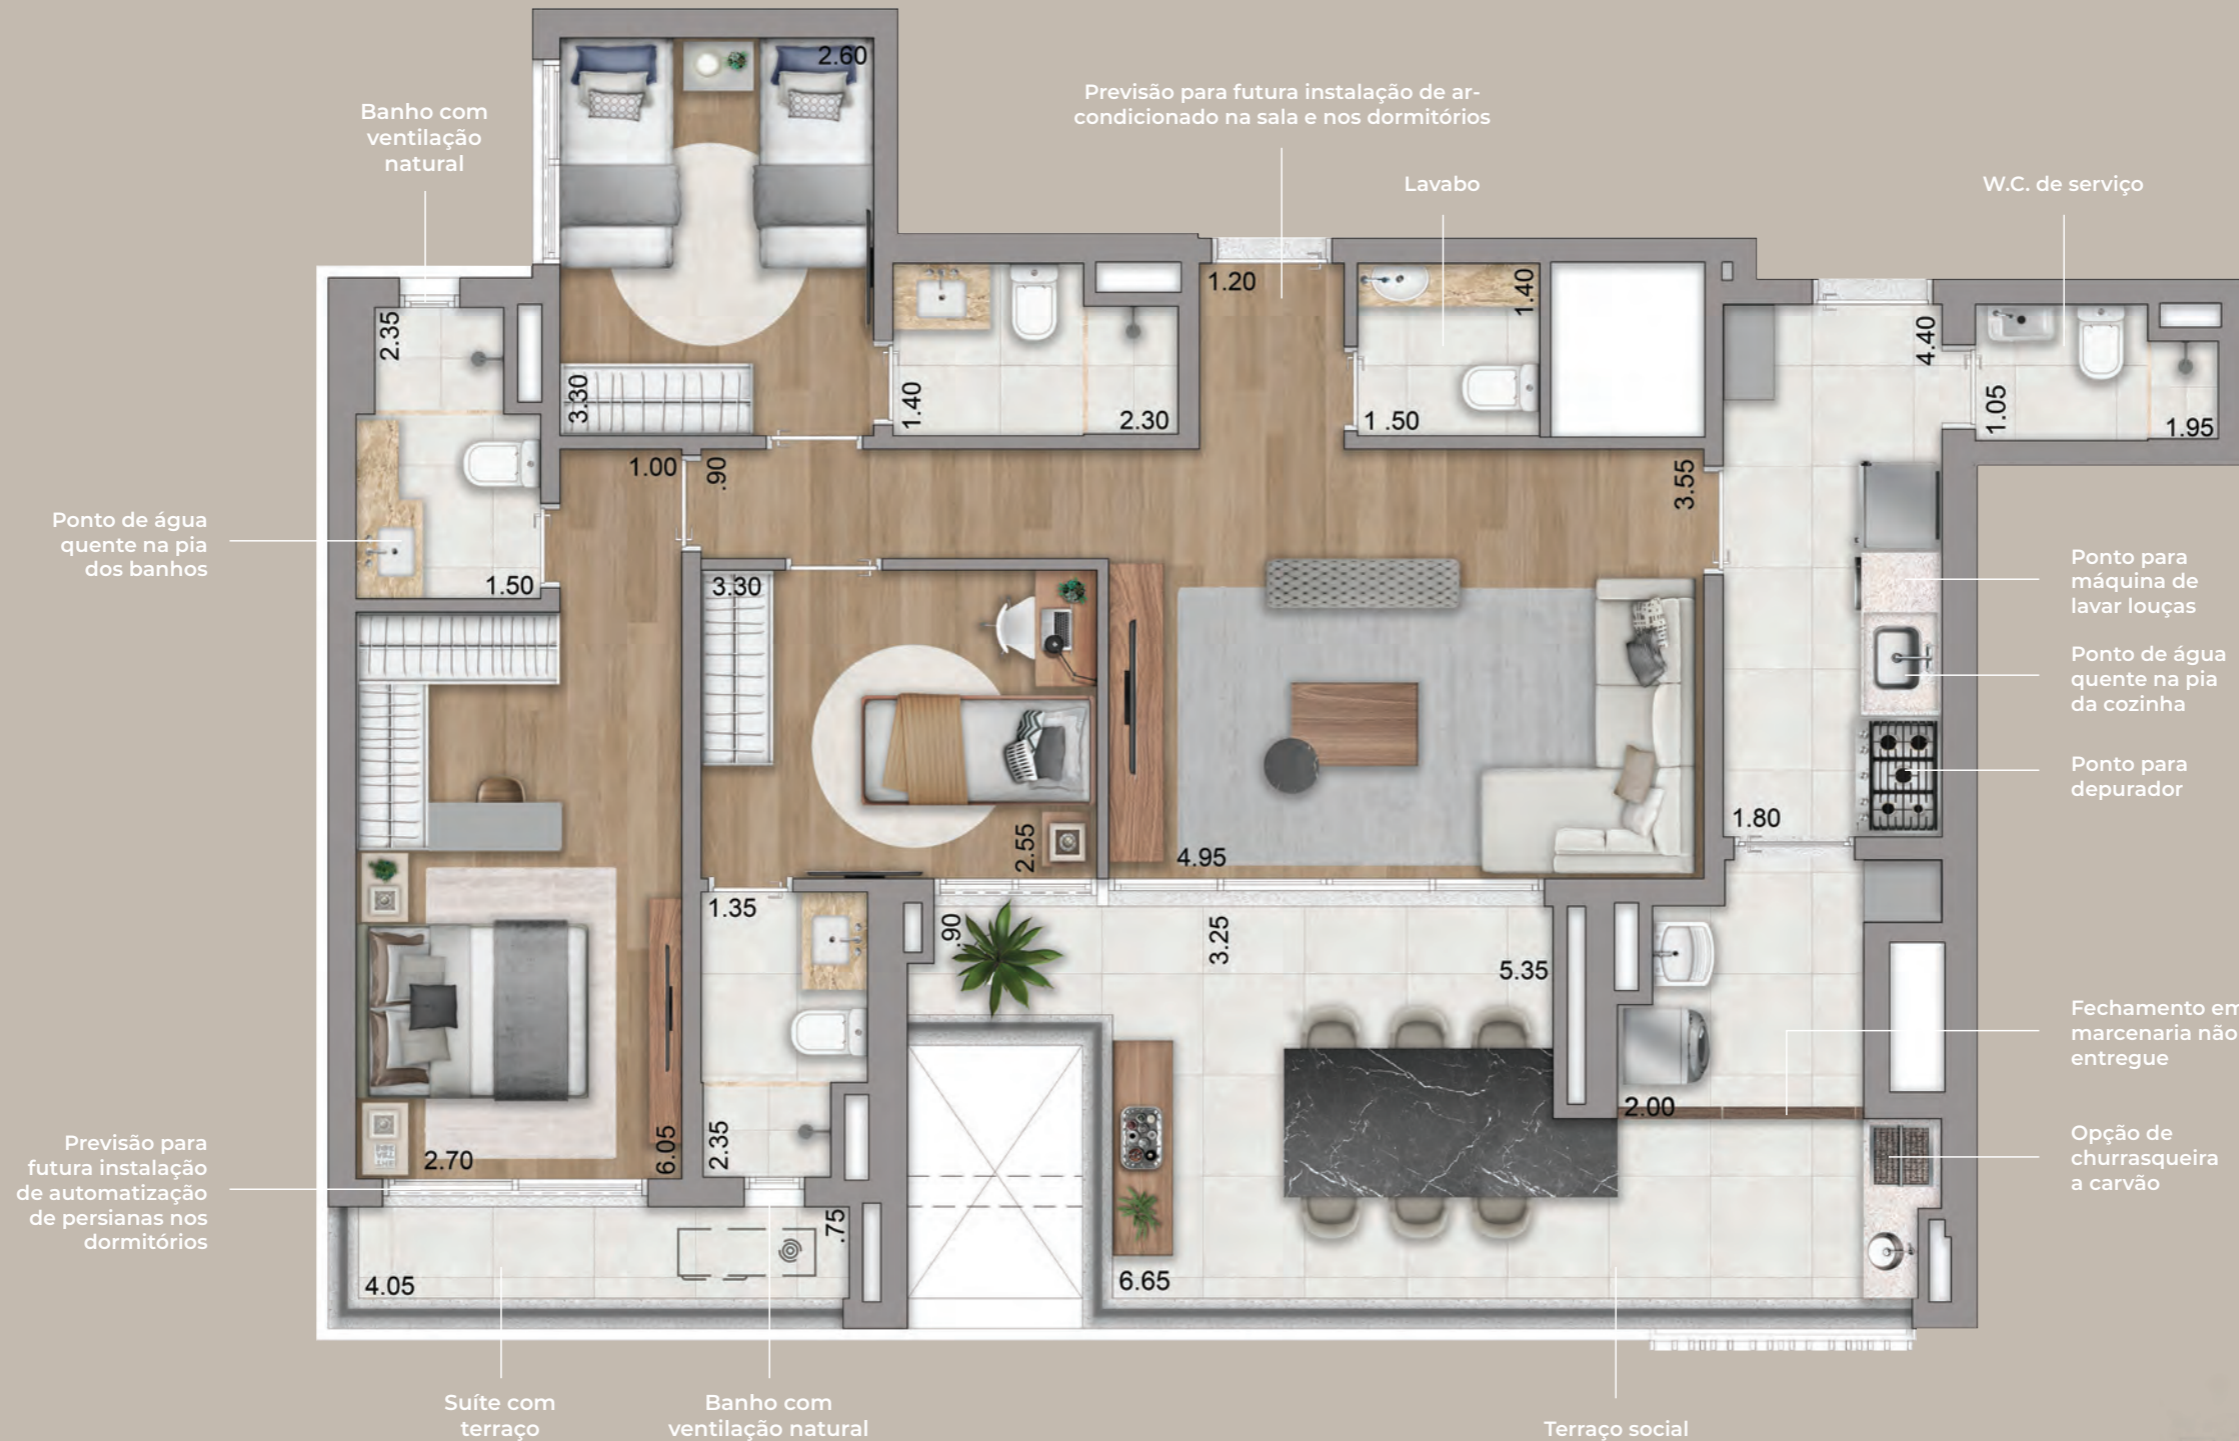 2.60
Previsão para futura instalação de ar-
condicionado na sala e nos dormitórios
Banho com
ventilação
natural
Lavabo
W.C. de serviço
1.20
1.40
2.35
4.40
3.30
1.40
2.30
1 .50
1.05
1.95
1.00
.90
3.55
Ponto de água
quente na pia
dos banhos
1.50
3.30
Ponto para
máquina de
lavar louças
Ponto de água
quente na pia
da cozinha
Ponto para
depurador
1.80
2.55
4.95
1.35
.90
3.25
5.35
Fechamento em
marcenaria não
entregue
2.00
Previsão para
futura instalação
de automatização
de persianas nos
dormitórios
2.70
6.05
2.35
Opção de
churrasqueira
a carvão
.75
4.05
6.65
Suíte com
terraço
Banho com
ventilação natural
Terraço social